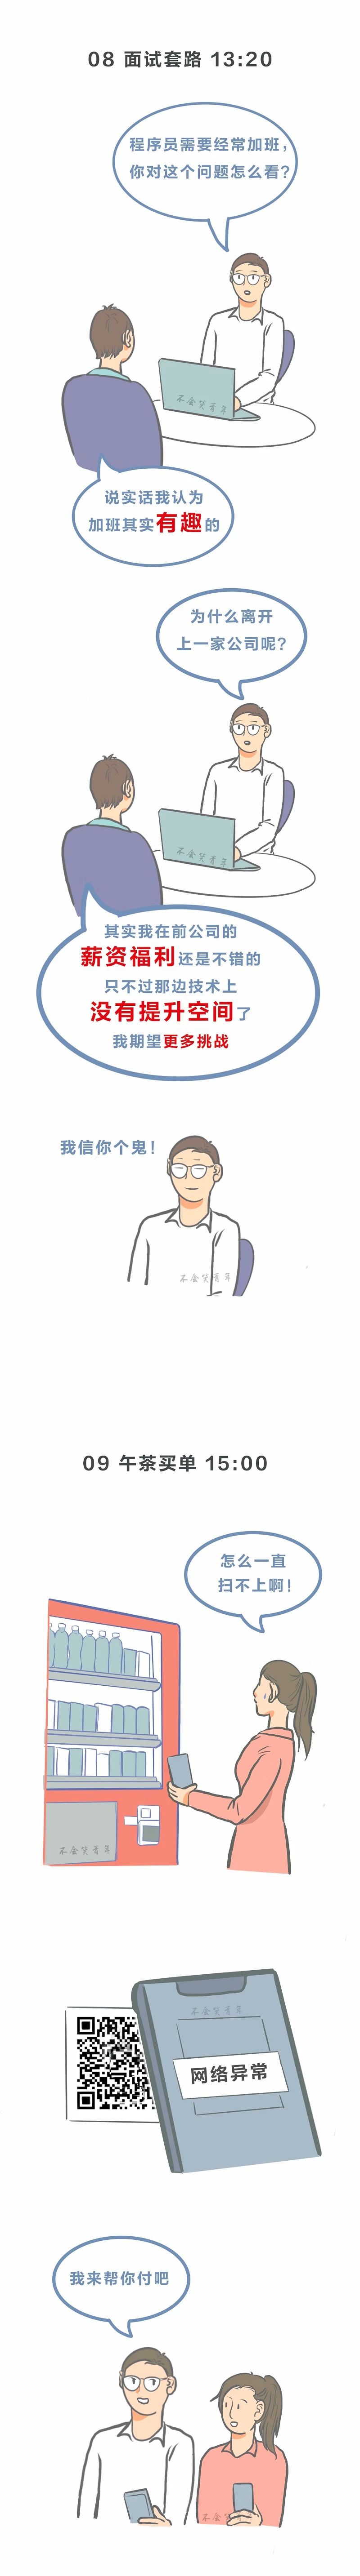 08 面试套路 13:20
程序员需要经常加班，
你对这个问题怎么看?
不会笑青年
说实话我认为
加班其实有趣的
为什么离开
上一家公司呢?
不会笑青年
其实我在前公司的
薪资福利还是不错的
只不过那边技术上
没有提升空间了
我期望更多挑战
我信你个鬼！
不会笑青年
09 午茶买单 15:00
怎么一直
扫不上啊！
不会笑青年
不会笑青年
网络异常
我来帮你付吧
不会笑青年